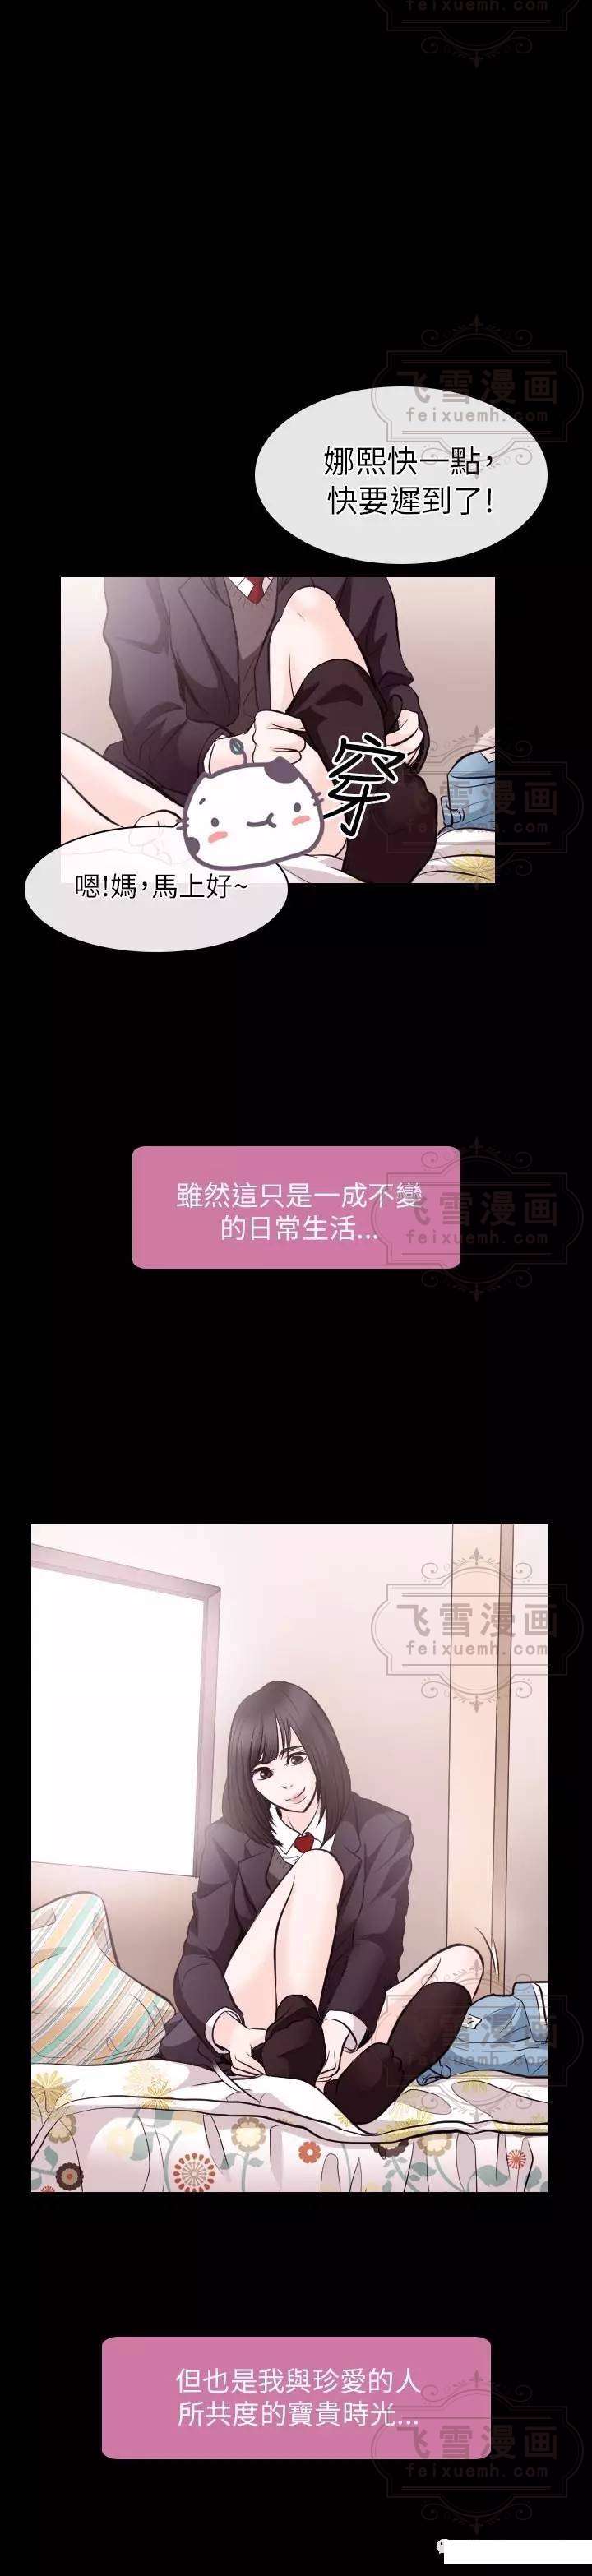 feixuemh.com
飞雪漫画
feixuemh.com
娜熙快一點，
快要遲到了!
穿
飞雪漫画
feixuemh.com
嗯!媽，馬上好~
雖然這只是一成不變
的日常生活...
飞雪漫画
feixuemh.com
飞雪漫画
feixuemh.com
飞雪漫画
feixuemh.com
但也是我與珍愛的人
所共度的寶貴時光...
飞雪漫画
feixuemh.com